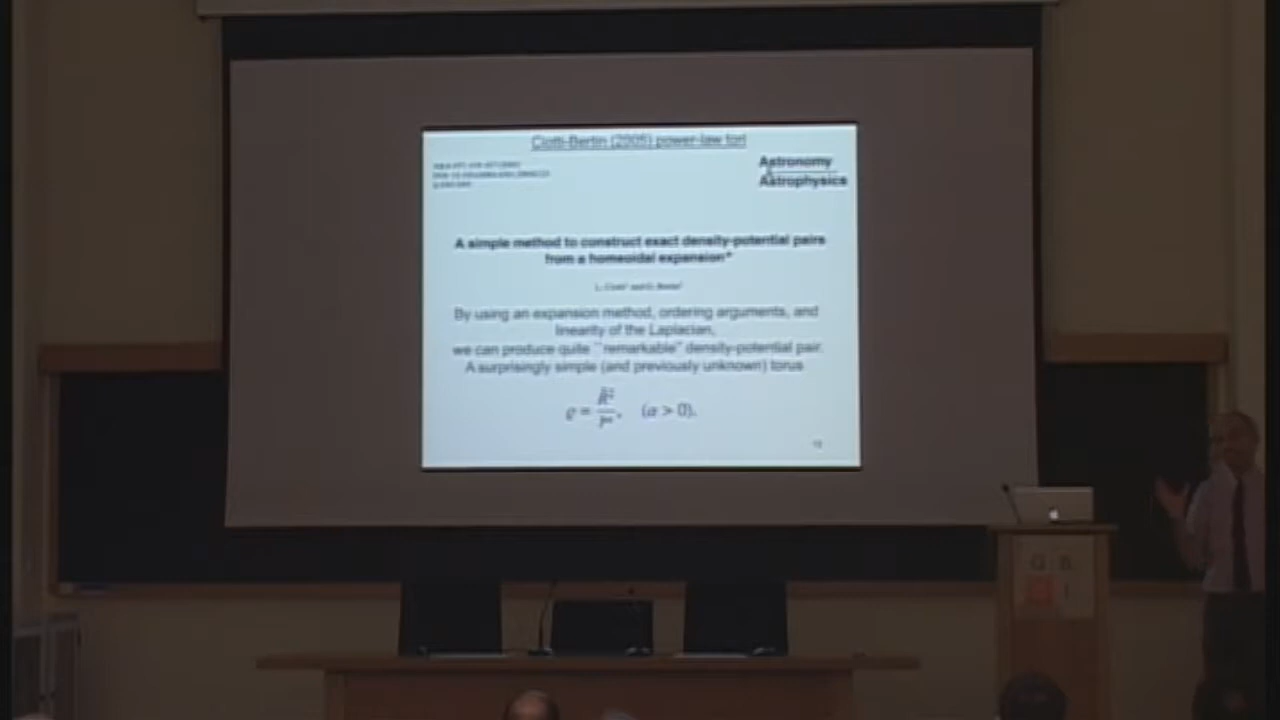 Ciotti-Bertin (2005) power-law tori
Astronomy
&
Astrophysics
A simple method to construct exact density-potential pairs
from a homeoidal expansion*
By using an expansion method, ordering arguments, and
linearity of the Laplacian,
we can produce quite ``remarkable" density-potential pair.
A surprisingly simple (and previously unknown) torus
(α > 0).